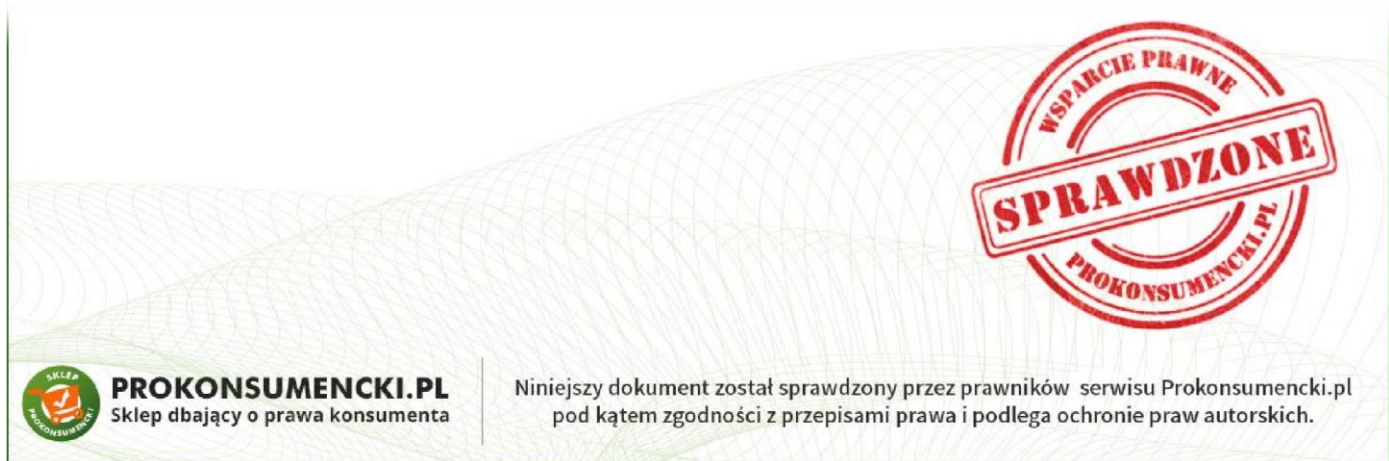 WSPARCIE PRAWNE
SPRAWDZONE
PROKONSUMENCKI.PL
SKLEP
PROKONSUMENCKI
PROKONSUMENCKI.PL
Sklep dbający o prawa konsumenta
Niniejszy dokument został sprawdzony przez prawników serwisu Prokonsumencki.pl
pod kątem zgodności z przepisami prawa i podlega ochronie praw autorskich.